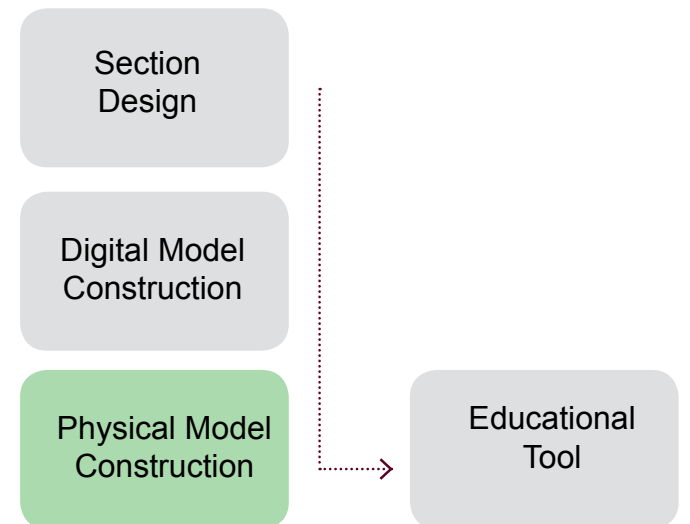 Section
Design
Digital Model
Construction
Physical Model
Construction
Educational
Tool